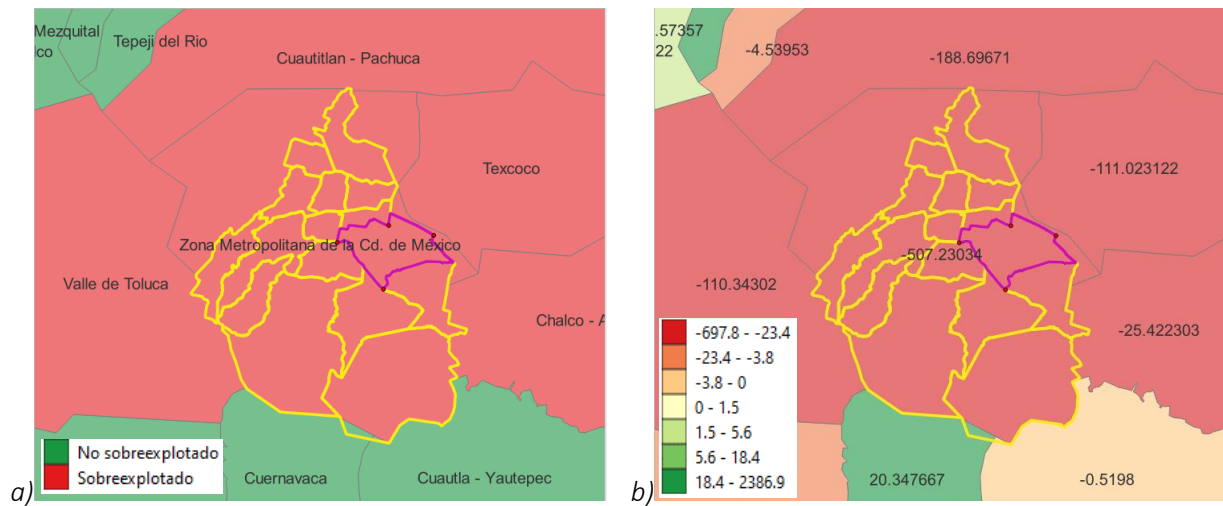 Mezquital
ico
Tepeji del Rio
Cuautitlan - Pachuca
Texcoco
Zona Metropolitana de la Cd. de México
Valle de Toluca
Chalco - A
No sobreexplotado
Sobreexplotado
Cuernavaca
Cuautla - Yautepec
a)
.57357
22
-4.53953
-188.69671
-111.023122
-507.23034
-110.34302
-25.422303
-697.8 - -23.4
-23.4 - -3.8
-3.8 - 0
0 - 1.5
1.5 - 5.6
5.6 - 18.4
18.4 - 2386.9
20.347667
-0.5198
b)